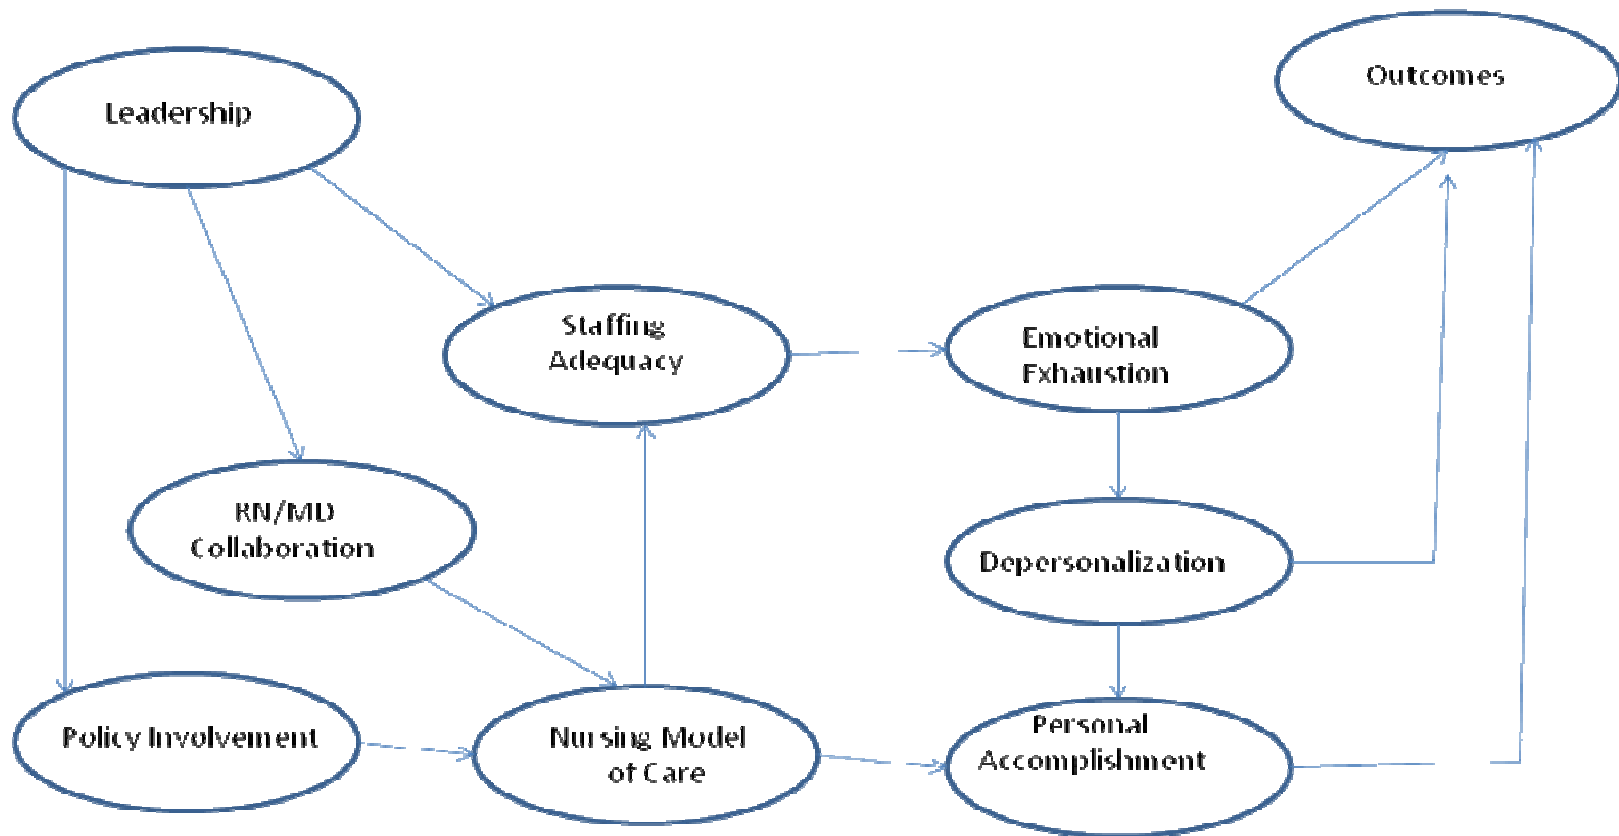 Leadership
Outcomes
Staffing
Adequacy
Emotional
Exhaustion
RN/MD
Collaboration
Depersonalization
Policy Involvement
Nursing Model
of Care
Personal
Accomplishment